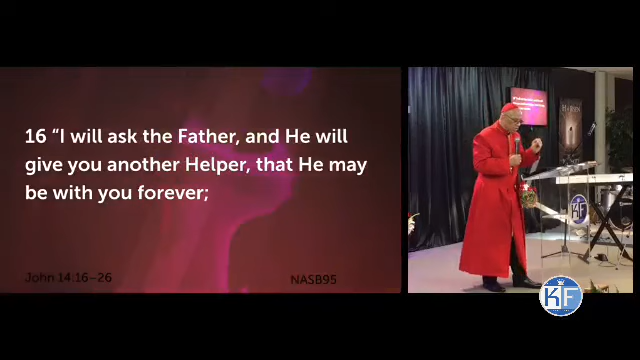 16 “I will ask the Father, and He will
give you another Helper, that He may
be with you forever;
John 14:16–26
NASB95
KF
KF